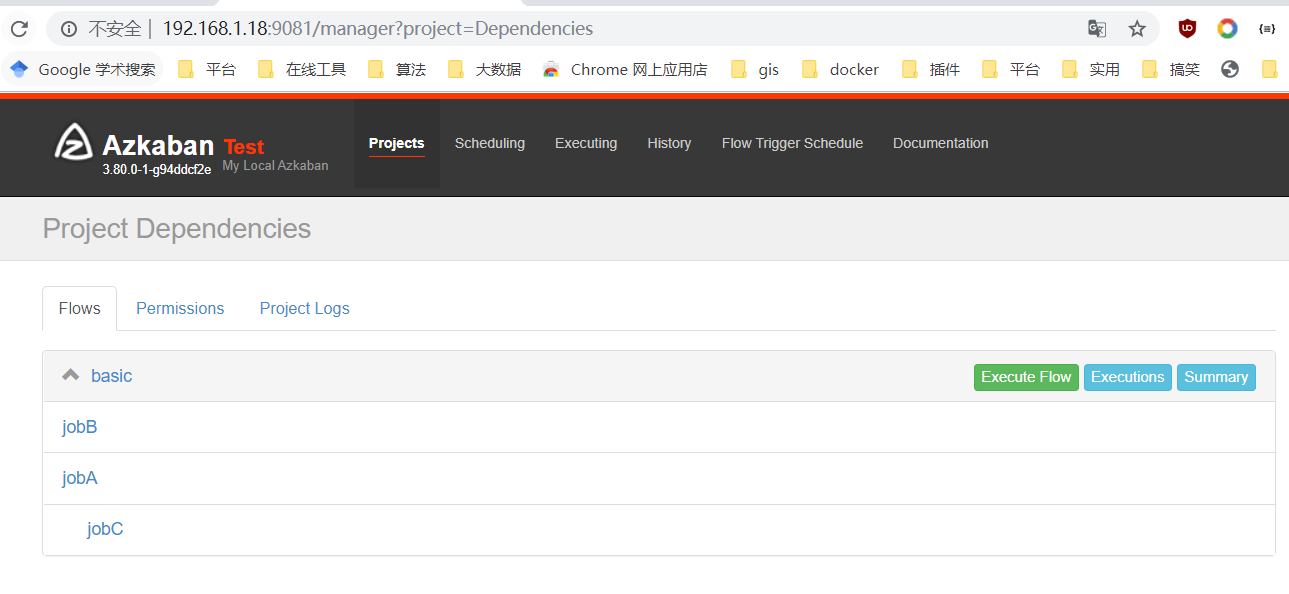 不安全 | 192.168.1.18:9081/manager?project=Dependencies
Google 学术搜索 平台 在线工具 算法 大数据 Chrome 网上应用店 gis docker 插件 平台 实用 搞笑
Azkaban Test
3.80.0-1-g94ddcf2e My Local Azkaban
Projects Scheduling Executing History Flow Trigger Schedule Documentation
Project Dependencies
Flows Permissions Project Logs
basic Execute Flow Executions Summary
jobB
jobA
jobC